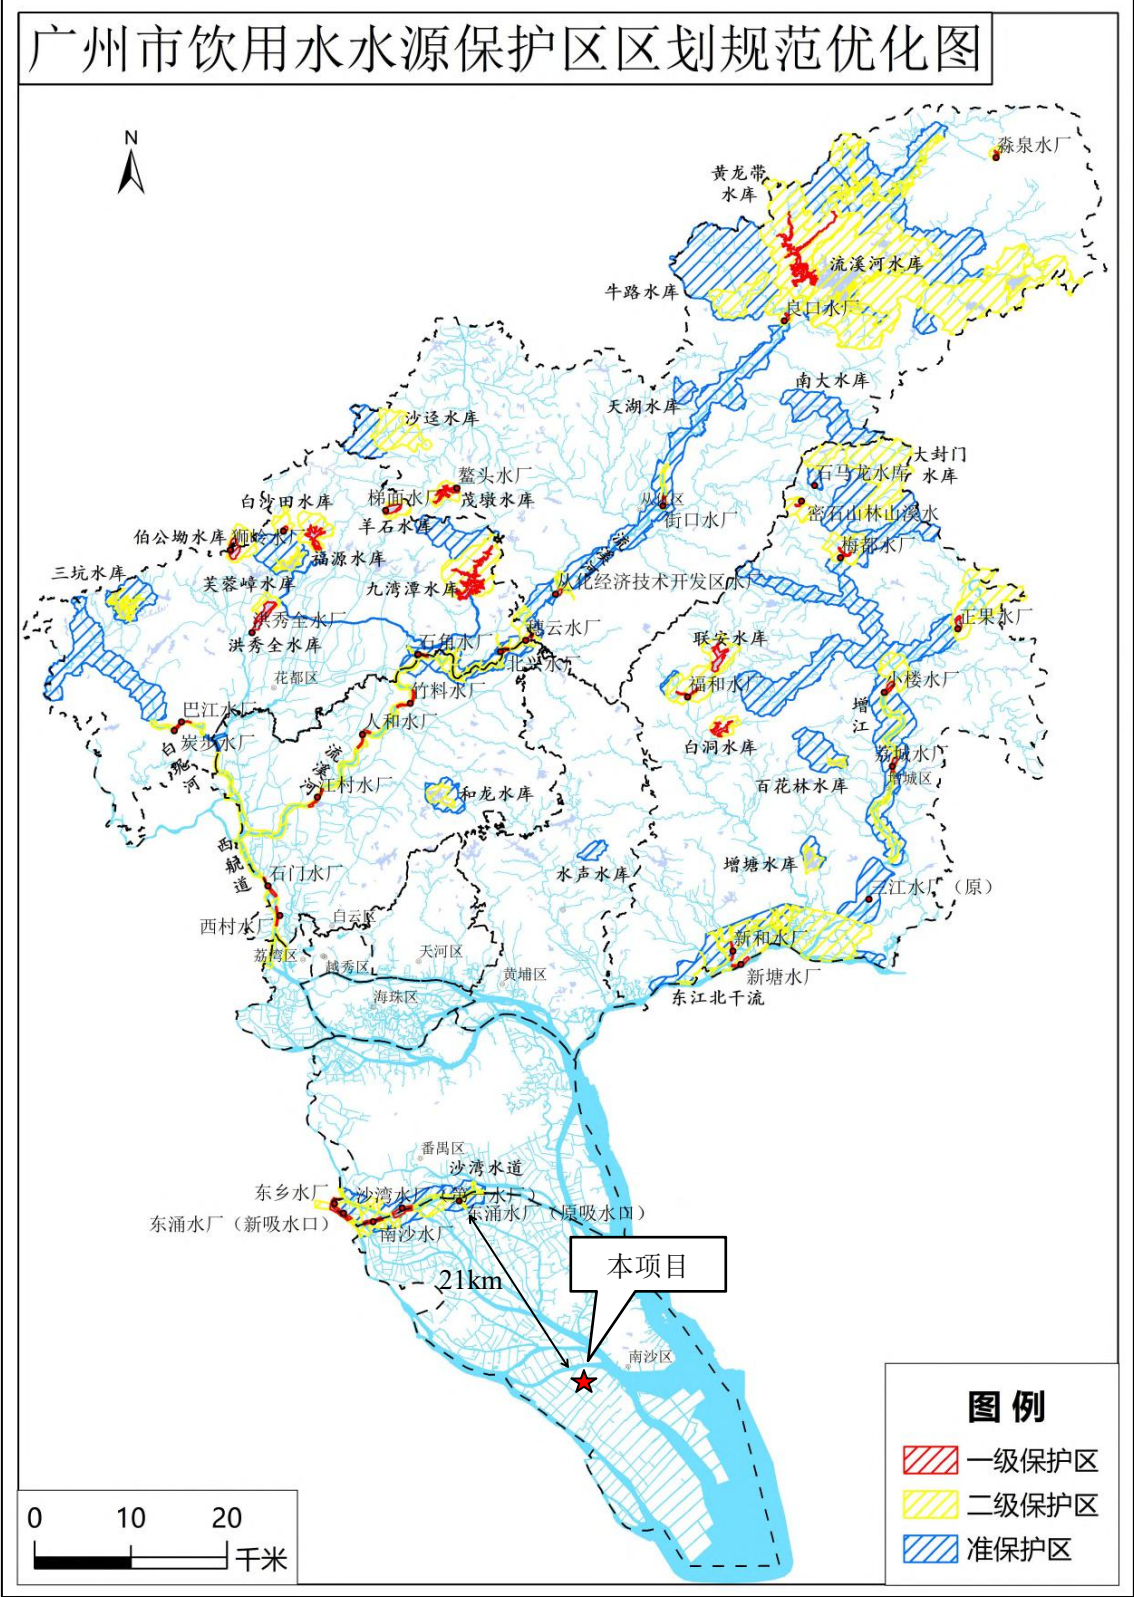 广州市饮用水水源保护区区划规范优化图
N
淼泉水厂
黄龙带
水库
流溪河水库
牛路水库
良口水厂
南大水库
天湖水库
沙迳水库
大封门
水库
石马龙水库
鳌头水厂
梯面水厂
茂墩水库
白沙田水库
从化区
街口水厂
密石山林山溪水
羊石水库
伯公坳水库
狮岭水厂
福源水库
梅都水厂
流溪河
三坑水库
芙蓉嶂水库
九湾潭水库
从化经济技术开发区水厂
洪秀全水厂
洪秀全水库
石角水厂
穗云水厂
北兴水厂
联安水库
正果水厂
花都区
竹料水厂
福和水厂
小楼水厂
增江
巴江水厂
炭步水厂
人和水厂
白坭河
流溪河
白洞水库
荔城水厂
增城区
江村水厂
和龙水库
百花林水库
西航道
石门水厂
水声水库
增塘水库
三江水厂（原）
西村水厂
白云区
荔湾区
越秀区
天河区
黄埔区
海珠区
新和水厂
新塘水厂
东江北干流
番禺区
沙湾水道
东乡水厂
沙湾水厂
东涌水厂（新吸水口）
东涌水厂（原吸水口）
南沙水厂
21km
本项目
南沙区
图例
一级保护区
二级保护区
准保护区
0 10 20
千米